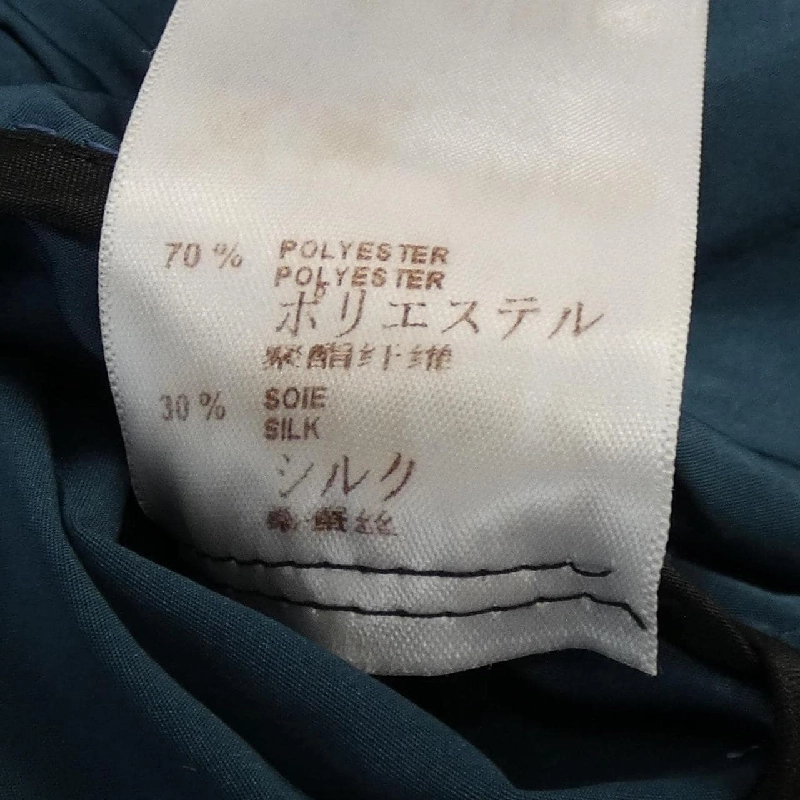 70 % POLYESTER
POLYESTER
ポリエステル
聚酯纤维
30 % SOIE
SILK
シルク
桑蚕丝